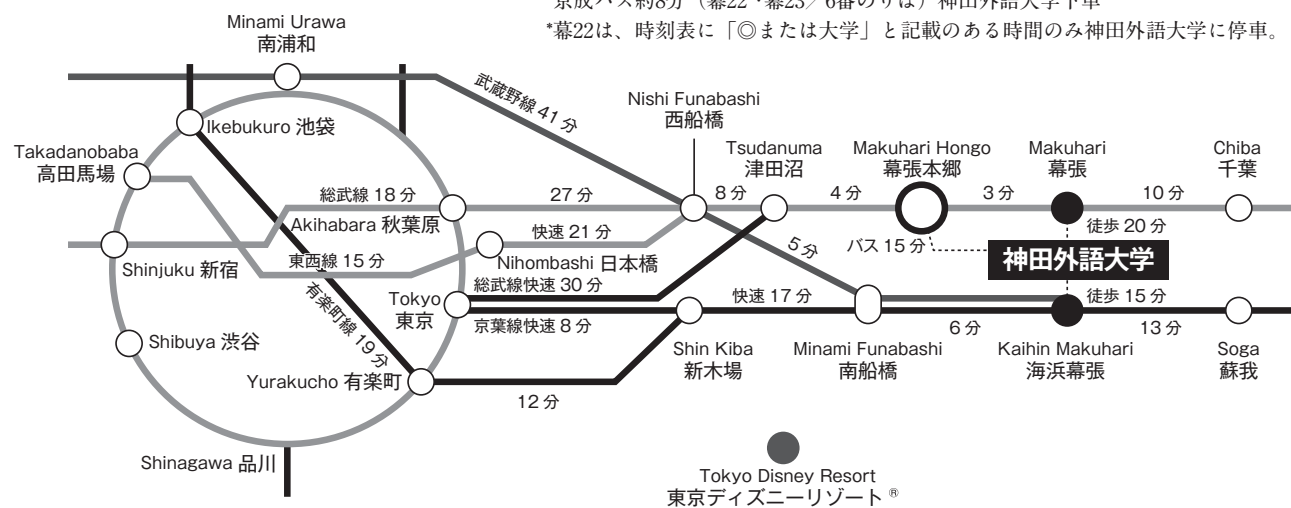 *幕22は、時刻表に「◎または大学」と記載のある時間のみ神田外語大学に停車。
Minami Urawa
南浦和
武蔵野線 41 分
Nishi Funabashi
西船橋
Ikebukuro 池袋
Takadanobaba
高田馬場
Tsudanuma
津田沼
Makuhari Hongo
幕張本郷
Makuhari
幕張
Chiba
千葉
総武線 18 分
27 分
8 分
4 分
3 分
10 分
Akihabara 秋葉原
快速 21 分
5 分
バス 15 分
徒歩 20 分
神田外語大学
Shinjuku 新宿
東西線 15 分
Nihombashi 日本橋
総武線快速 30 分
有楽町線 19 分
Tokyo
東京
快速 17 分
徒歩 15 分
京葉線快速 8 分
6 分
13 分
Shibuya 渋谷
Shin Kiba
新木場
Minami Funabashi
南船橋
Kaihin Makuhari
海浜幕張
Soga
蘇我
Yurakucho 有楽町
12 分
Shinagawa 品川
Tokyo Disney Resort
東京ディズニーリゾート ®